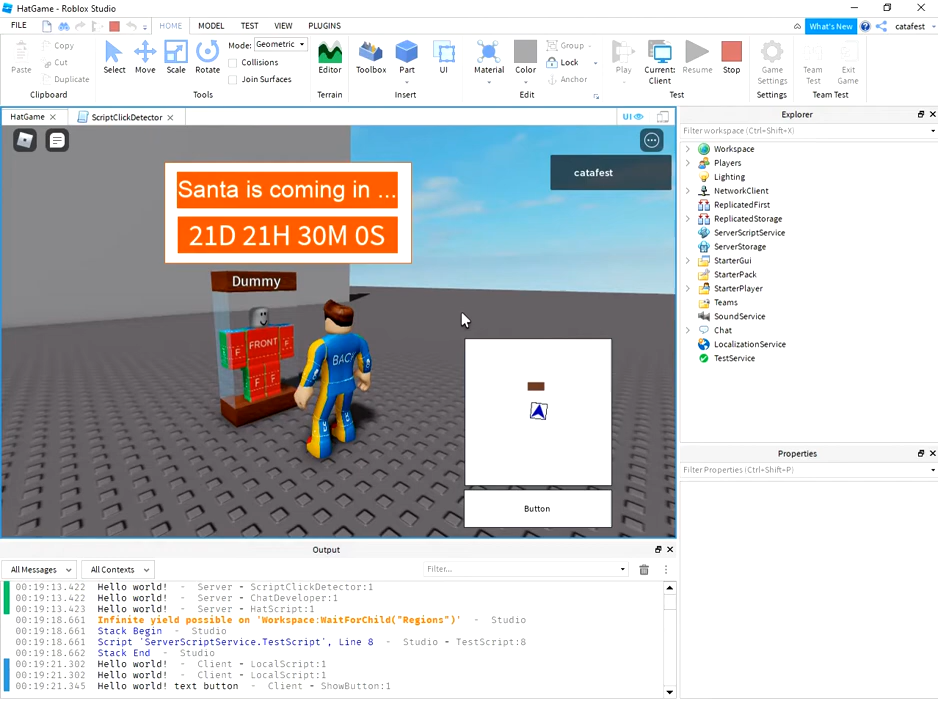 HatGame - Roblox Studio
FILE HOME MODEL TEST VIEW PLUGINS What's New catafest
Paste Copy Cut Duplicate
Clipboard
Select Move Scale Rotate
Mode: Geometric
Collisions
Join Surfaces
Tools
Editor
Terrain
Toolbox Part UI
Insert
Material Color
Group
Lock
Anchor
Edit
Play Current: Client Resume Stop
Test
Game Settings
Settings
Team Test Exit Game
Team Test
HatGame ScriptClickDetector UI
catafest
Santa is coming in ...
21D 21H 30M 0S
Dummy
FRONT
F F
F F
BACK
Button
Explorer
Filter workspace (Ctrl+Shift+X)
Workspace
Players
Lighting
NetworkClient
ReplicatedFirst
ReplicatedStorage
ServerScriptService
ServerStorage
StarterGui
StarterPack
StarterPlayer
Teams
SoundService
Chat
LocalizationService
TestService
Properties
Filter Properties (Ctrl+Shift+P)
Output
All Messages All Contexts Filter...
00:19:13.422 Hello world! - Server - ScriptClickDetector:1
00:19:13.422 Hello world! - Server - ChatDeveloper:1
00:19:13.423 Hello world! - Server - HatScript:1
00:19:18.661 Infinite yield possible on 'Workspace:WaitForChild("Regions")' - Studio
00:19:18.661 Stack Begin - Studio
00:19:18.661 Script 'ServerScriptService.TestScript', Line 8 - Studio - TestScript:8
00:19:18.662 Stack End - Studio
00:19:21.302 Hello world! - Client - LocalScript:1
00:19:21.302 Hello world! - Client - LocalScript:1
00:19:21.345 Hello world! text button - Client - ShowButton:1